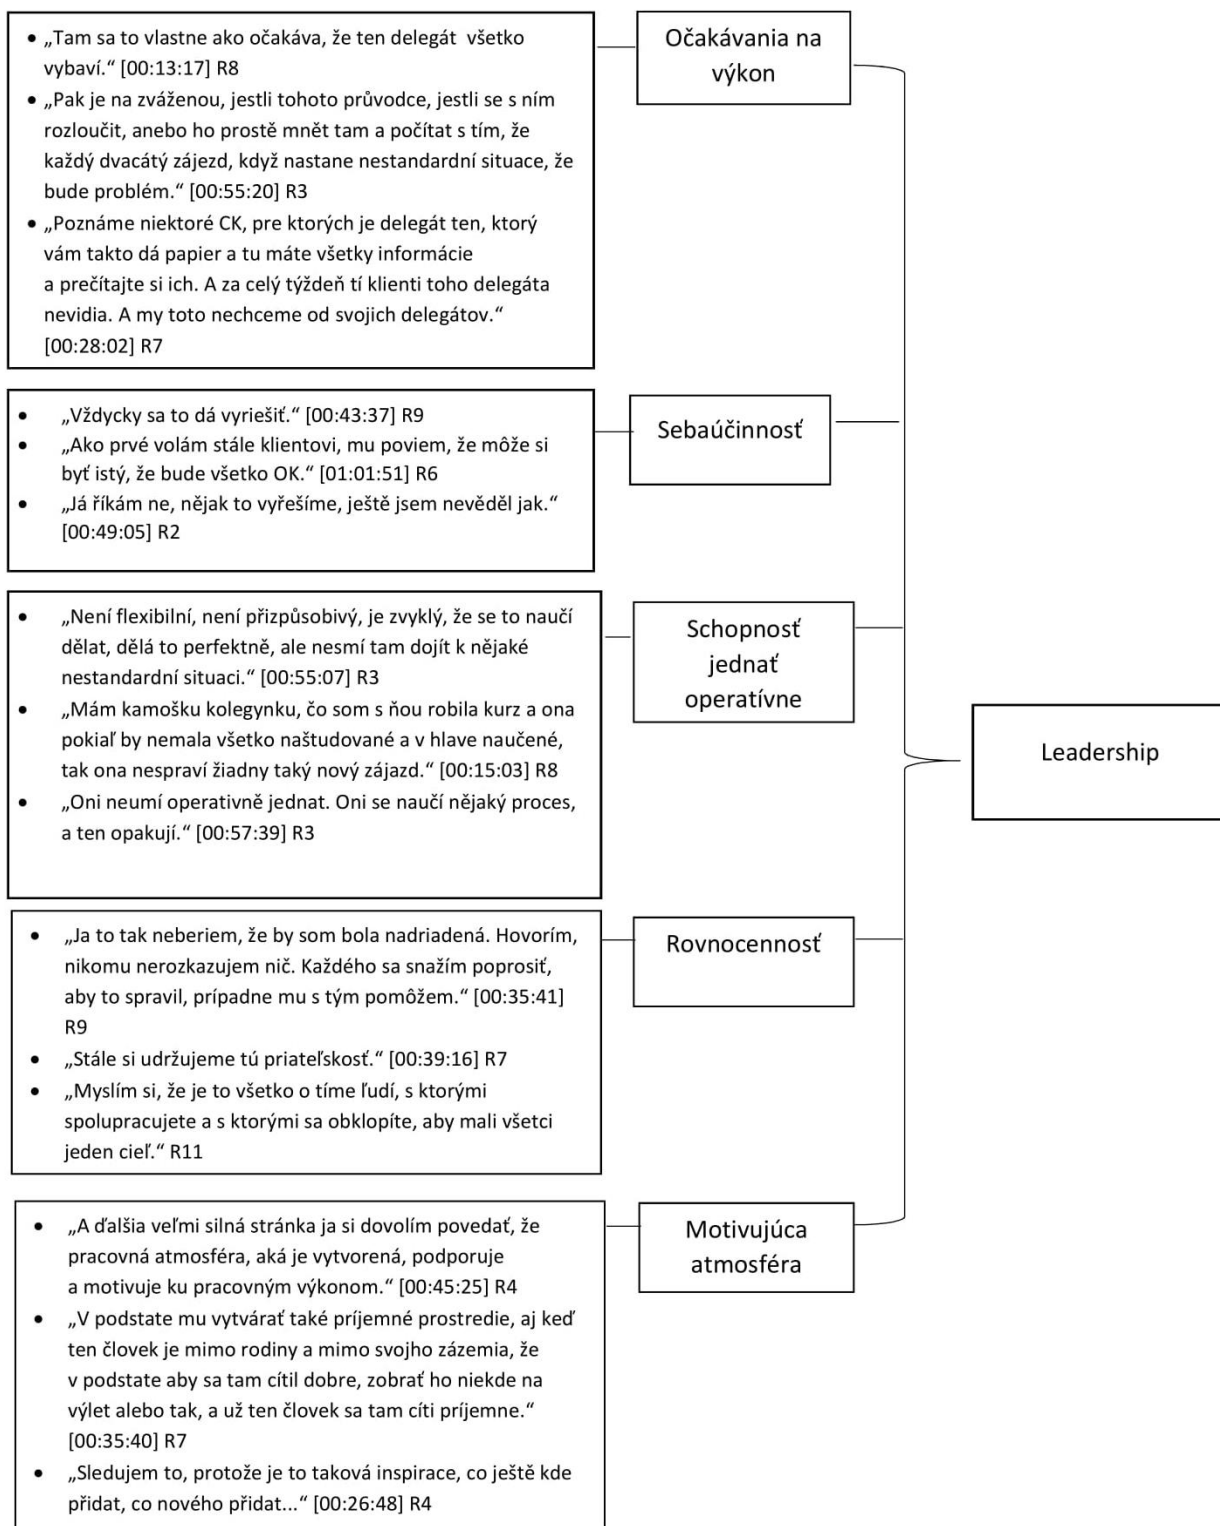 • „Tam sa to vlastne ako očakáva, že ten delegát všetko
vybaví.“ [00:13:17] R8
• „Pak je na zváženou, jestli tohoto průvodce, jestli se s ním
rozloučit, anebo ho prostě mnět tam a počítat s tím, že
každý dvacátý zájezd, když nastane nestandardní situace, že
bude problém.“ [00:55:20] R3
• „Poznáme niektoré CK, pre ktorých je delegát ten, ktorý
vám takto dá papier a tu máte všetky informácie
a prečítajte si ich. A za celý týždeň tí klienti toho delegáta
nevidia. A my toto nechceme od svojich delegátov.“
[00:28:02] R7
Očakávania na
výkon
• „Vždycky sa to dá vyriešiť.“ [00:43:37] R9
• „Ako prvé volám stále klientovi, mu poviem, že môže si
byť istý, že bude všetko OK.“ [01:01:51] R6
• „Já říkám ne, nějak to vyřešíme, ještě jsem nevěděl jak.“
[00:49:05] R2
Sebaúčinnosť
• „Není flexibilní, není přizpůsobivý, je zvyklý, že se to naučí
dělat, dělá to perfektně, ale nesmí tam dojít k nějaké
nestandardní situaci.“ [00:55:07] R3
• „Mám kamošku kolegynku, čo som s ňou robila kurz a ona
pokiaľ by nemala všetko naštudované a v hlave naučené,
tak ona nespraví žiadny taký nový zájazd.“ [00:15:03] R8
• „Oni neumí operativně jednat. Oni se naučí nějaký proces,
a ten opakují.“ [00:57:39] R3
Schopnosť
jednať
operatívne
Leadership
• „Ja to tak neberiem, že by som bola nadriadená. Hovorím,
nikomu nerozkazujem nič. Každého sa snažím poprosiť,
aby to spravil, prípadne mu s tým pomôžem.“ [00:35:41]
R9
• „Stále si udržujeme tú priateľskosť.“ [00:39:16] R7
• „Myslím si, že je to všetko o tíme ľudí, s ktorými
spolupracujete a s ktorými sa obklopíte, aby mali všetci
jeden cieľ.“ R11
Rovnocennosť
• „A ďalšia veľmi silná stránka ja si dovolím povedať, že
pracovná atmosféra, aká je vytvorená, podporuje
a motivuje ku pracovným výkonom.“ [00:45:25] R4
• „V podstate mu vytvárať také príjemné prostredie, aj keď
ten človek je mimo rodiny a mimo svojho zázemia, že
v podstate aby sa tam cítil dobre, zobrať ho niekde na
výlet alebo tak, a už ten človek sa tam cíti príjemne.“
[00:35:40] R7
• „Sledujem to, protože je to taková inspirace, co ještě kde
přidat, co nového přidat...“ [00:26:48] R4
Motivujúca
atmosféra